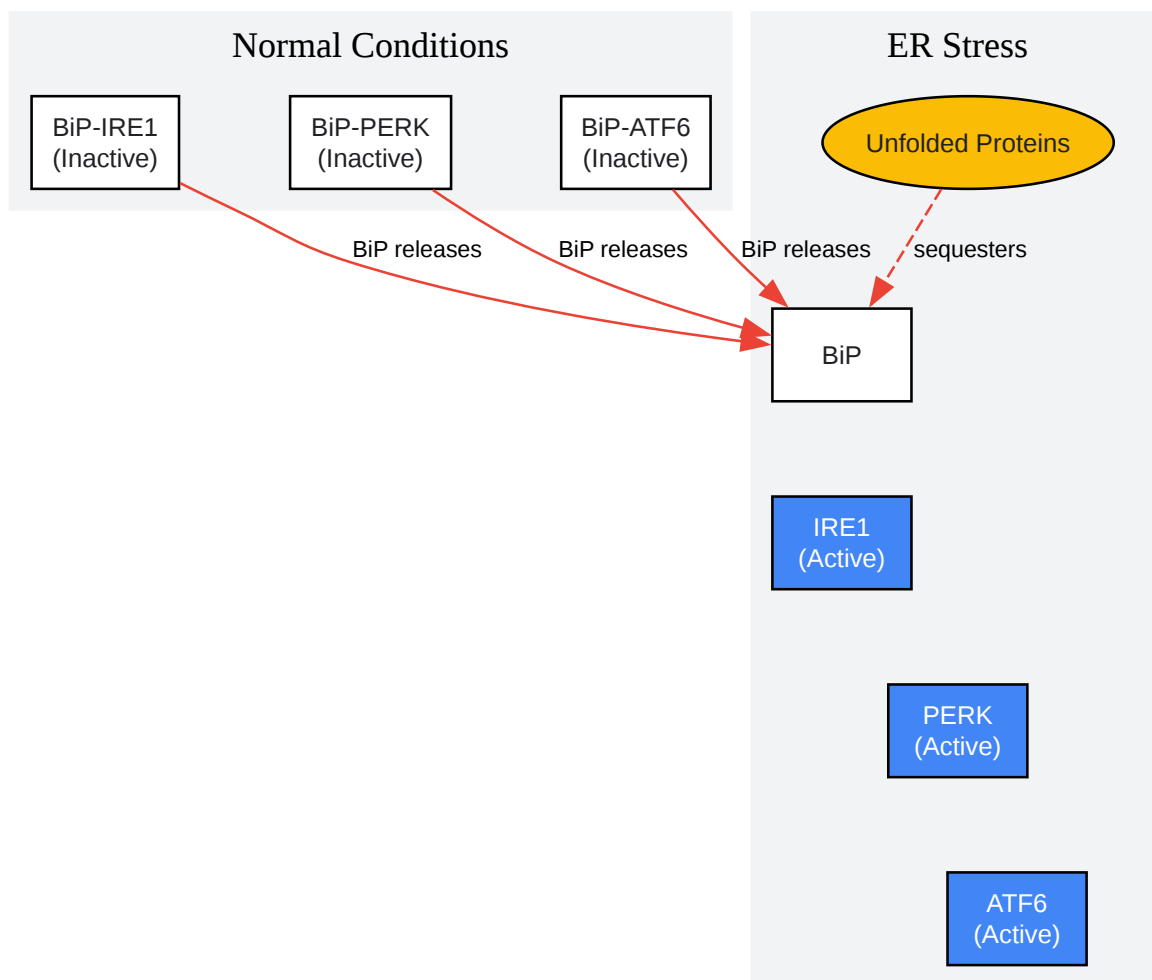 Normal Conditions
ER Stress
BiP-IRE1
(Inactive)
BiP-PERK
(Inactive)
BiP-ATF6
(Inactive)
Unfolded Proteins
BiP releases
BiP releases
BiP releases
sequesters
BiP
IRE1
(Active)
PERK
(Active)
ATF6
(Active)